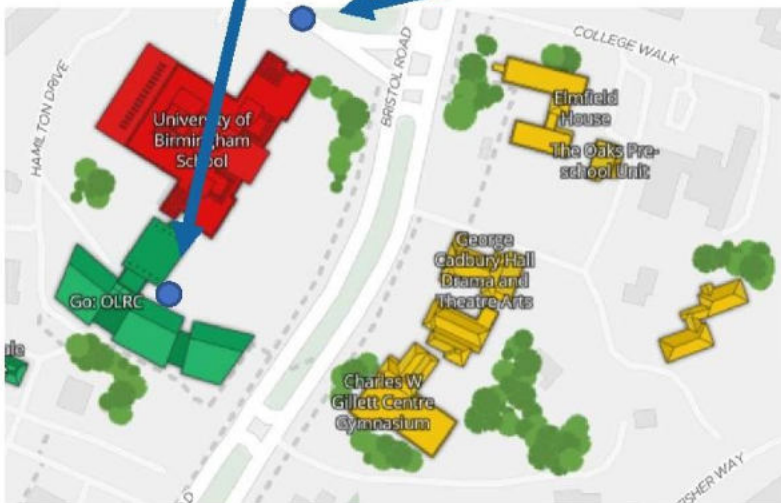 COLLEGE WALK
BRISTOL ROAD
HAMILTON DRIVE
University of
Birmingham
School
Elmfield
House
The Oaks Pre-
school Unit
George
Cadbury Hall
Drama and
Theatre Arts
Go: OLRC
Charles W
Gillett Centre
Gymnasium